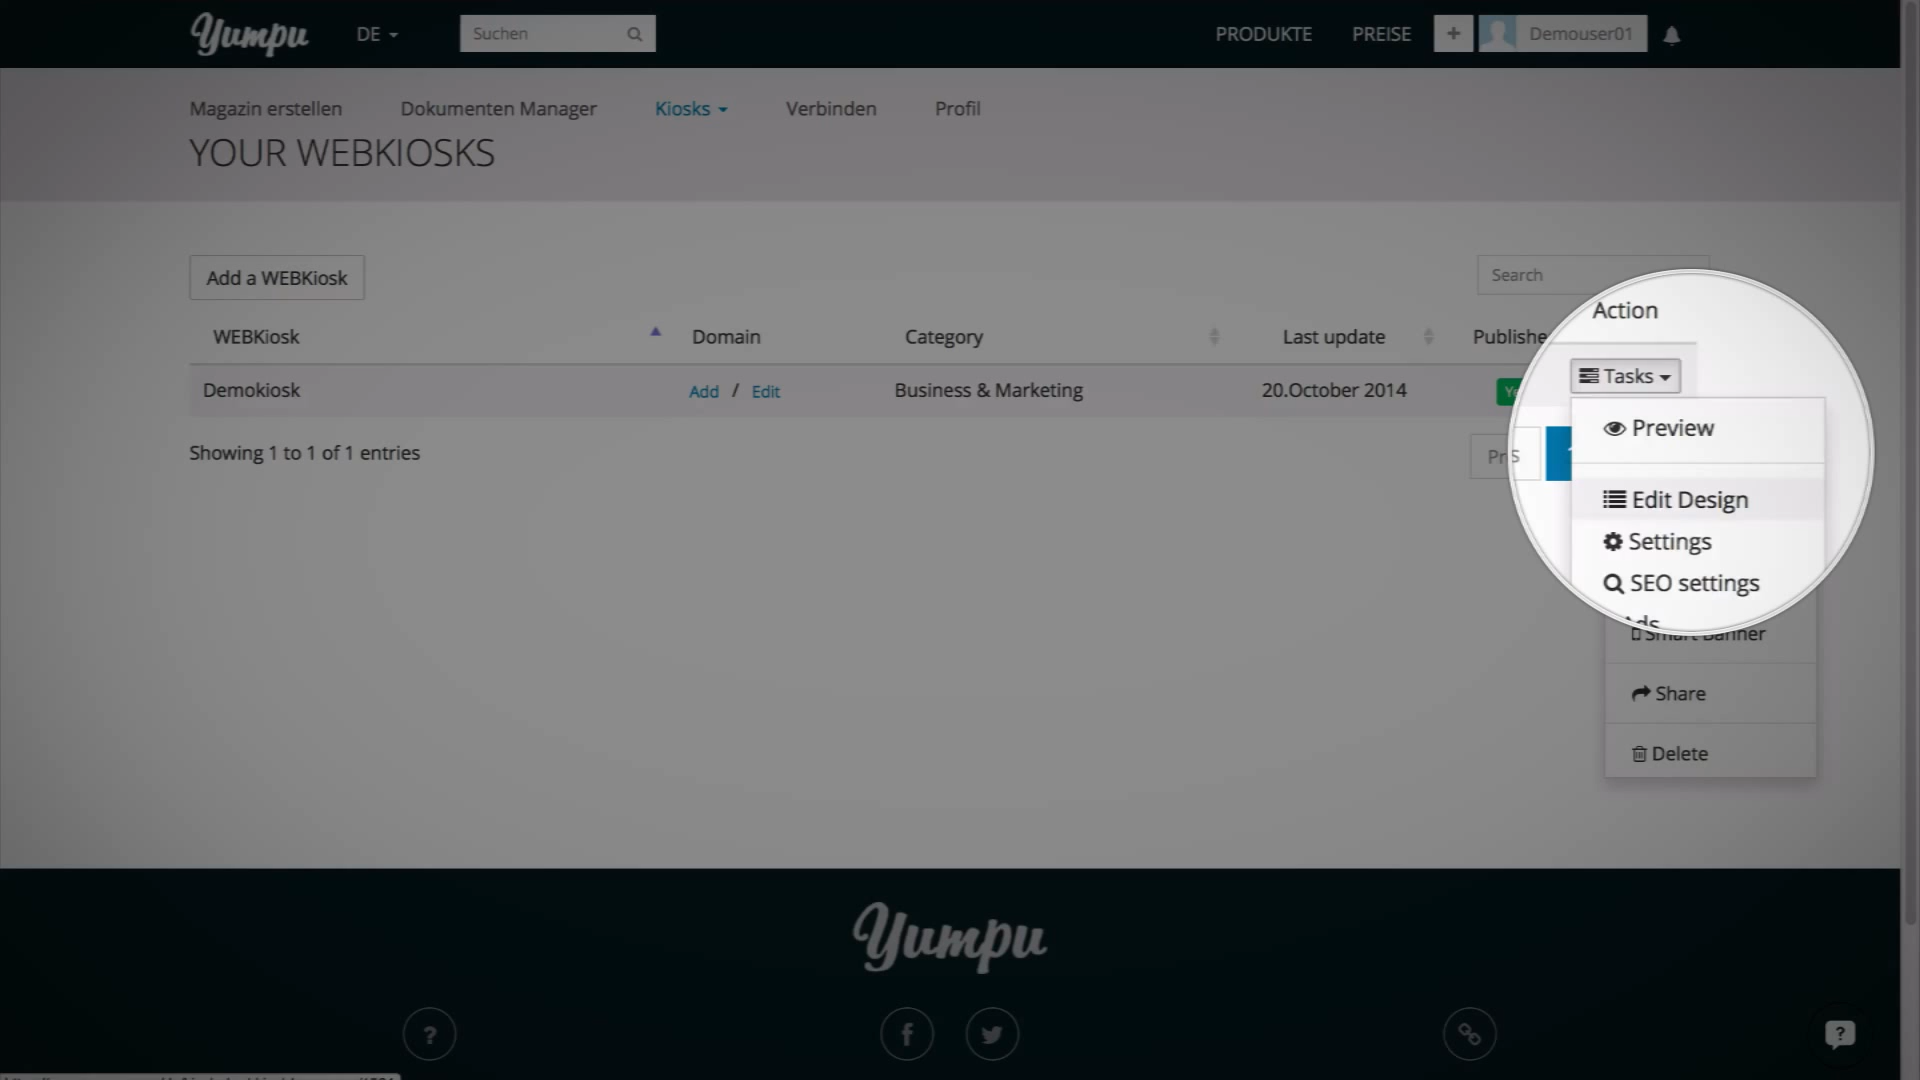 Yumpu DE Suchen PRODUKTE PREISE + Demouser01
Magazin erstellen Dokumenten Manager Kiosks Verbinden Profil
YOUR WEBKIOSKS
Add a WEBKiosk
Search
WEBKiosk Domain Category Last update Publishe Action
Demokiosk Add / Edit Business & Marketing 20.October 2014 Tasks
Showing 1 to 1 of 1 entries
Preview
Edit Design
Settings
SEO settings
Smart Banner
Share
Delete
Yumpu